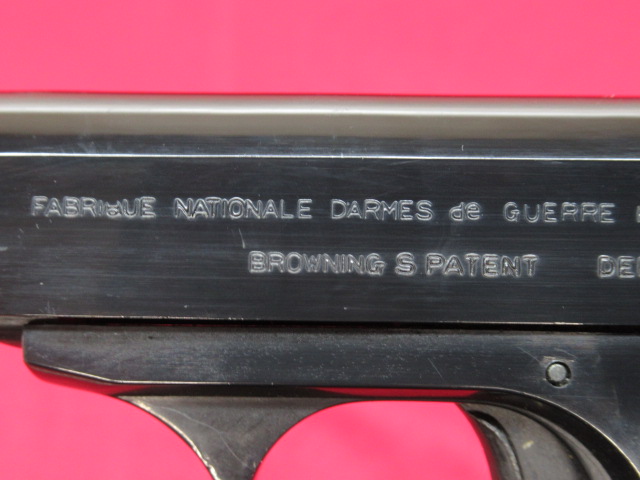 FABRIQUE NATIONALE DARMES de GUERRE
BROWNING S PATENT